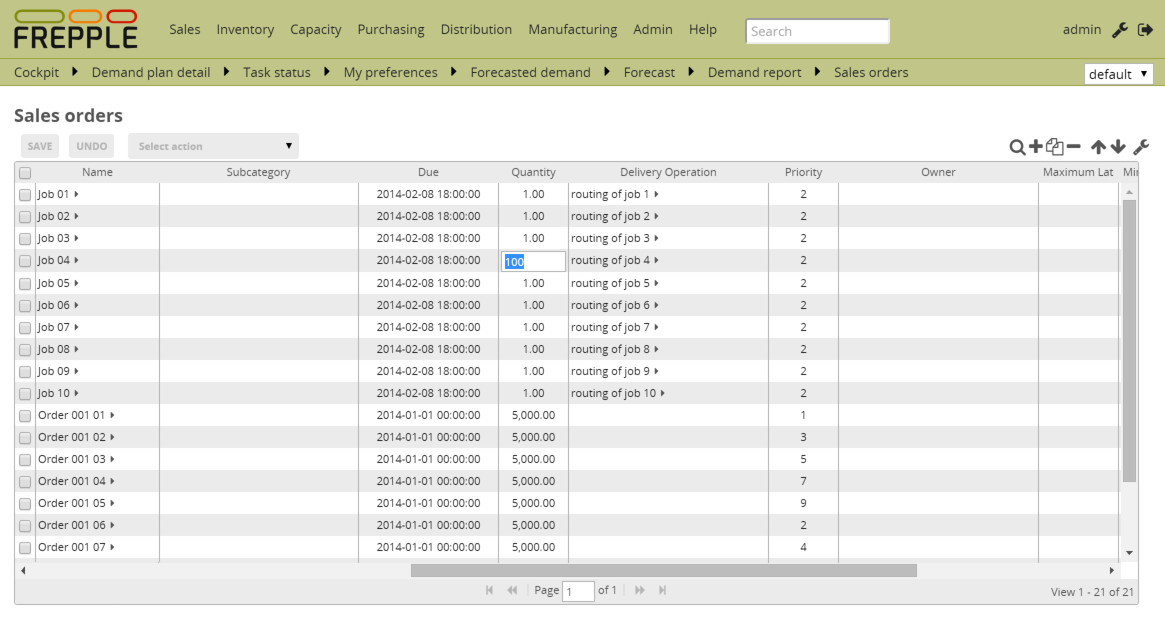 FREPPLE Sales Inventory Capacity Purchasing Distribution Manufacturing Admin Help Search admin
Cockpit Demand plan detail Task status My preferences Forecasted demand Forecast Demand report Sales orders default
Sales orders
SAVE UNDO Select action
Name Subcategory Due Quantity Delivery Operation Priority Owner Maximum Lat Mi
Job 01 2014-02-08 18:00:00 1.00 routing of job 1 2
Job 02 2014-02-08 18:00:00 1.00 routing of job 2 2
Job 03 2014-02-08 18:00:00 1.00 routing of job 3 2
Job 04 2014-02-08 18:00:00 100 routing of job 4 2
Job 05 2014-02-08 18:00:00 1.00 routing of job 5 2
Job 06 2014-02-08 18:00:00 1.00 routing of job 6 2
Job 07 2014-02-08 18:00:00 1.00 routing of job 7 2
Job 08 2014-02-08 18:00:00 1.00 routing of job 8 2
Job 09 2014-02-08 18:00:00 1.00 routing of job 9 2
Job 10 2014-02-08 18:00:00 1.00 routing of job 10 2
Order 001 01 2014-01-01 00:00:00 5,000.00 1
Order 001 02 2014-01-01 00:00:00 5,000.00 3
Order 001 03 2014-01-01 00:00:00 5,000.00 5
Order 001 04 2014-01-01 00:00:00 5,000.00 7
Order 001 05 2014-01-01 00:00:00 5,000.00 9
Order 001 06 2014-01-01 00:00:00 5,000.00 2
Order 001 07 2014-01-01 00:00:00 5,000.00 4
Page 1 of 1 View 1 - 21 of 21